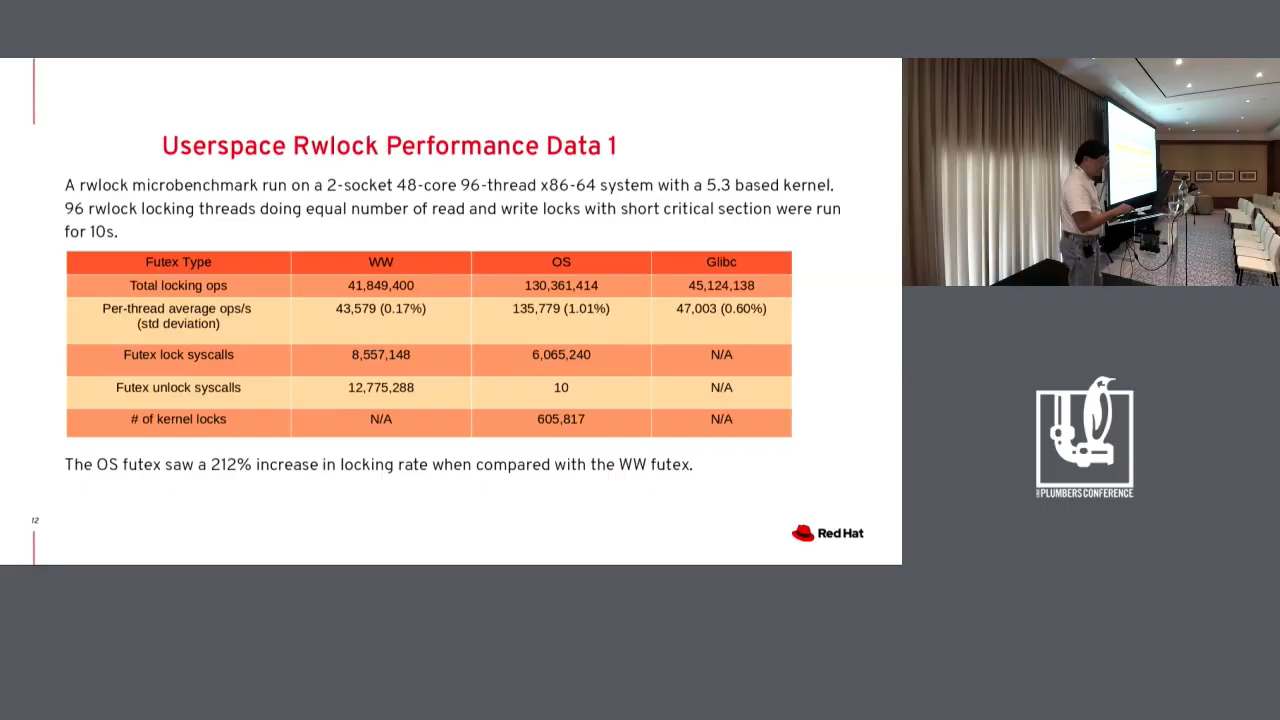 Userspace Rwlock Performance Data 1
A rwlock microbenchmark run on a 2-socket 48-core 96-thread x86-64 system with a 5.3 based kernel.
96 rwlock locking threads doing equal number of read and write locks with short critical section were run
for 10s.
Futex Type WW OS Glibc
Total locking ops 41,849,400 130,361,414 45,124,138
Per-thread average ops/s 43,579 (0.17%) 135,779 (1.01%) 47,003 (0.60%)
(std deviation)
Futex lock syscalls 8,557,148 6,065,240 N/A
Futex unlock syscalls 12,775,288 10 N/A
# of kernel locks N/A 605,817 N/A
The OS futex saw a 212% increase in locking rate when compared with the WW futex.
12
Red Hat
PLUMBERS CONFERENCE